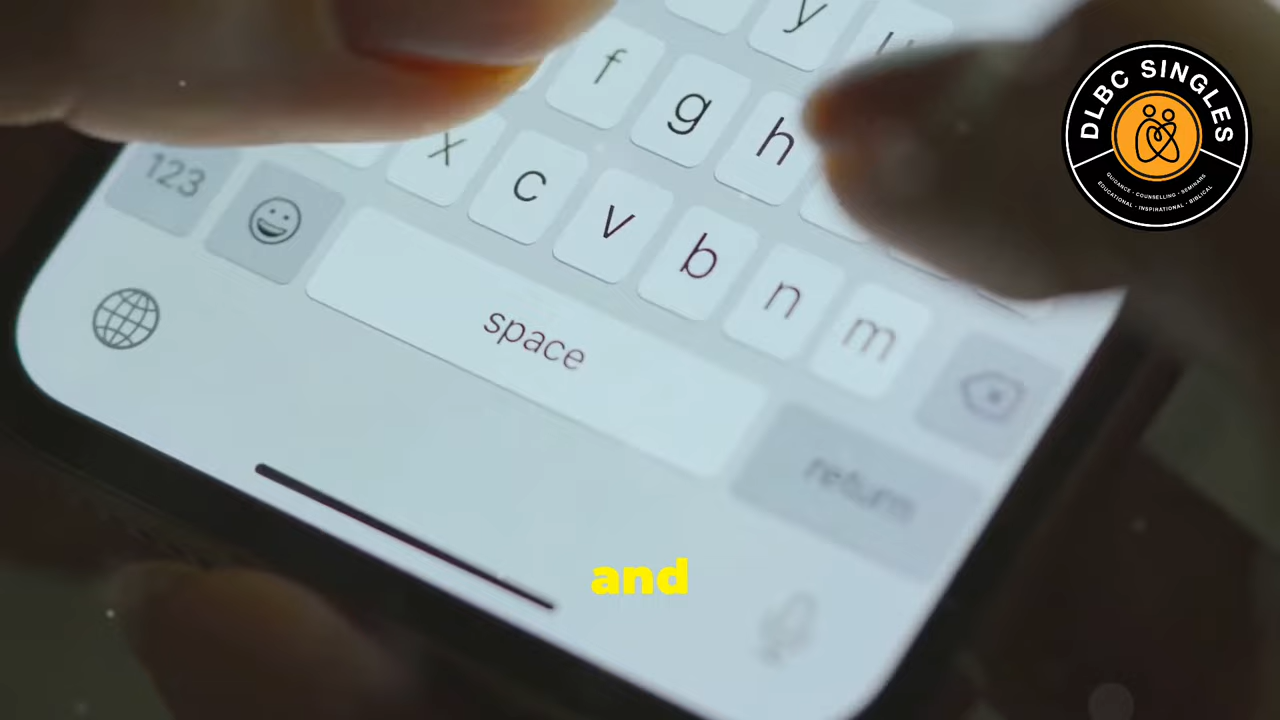 y
f g h
x c v b n m
123
space
return
and
DLBC SINGLES
GUIDANCE · COUNSELLING · SEMINARS
EDUCATIONAL · INSPIRATIONAL · BIBLICAL